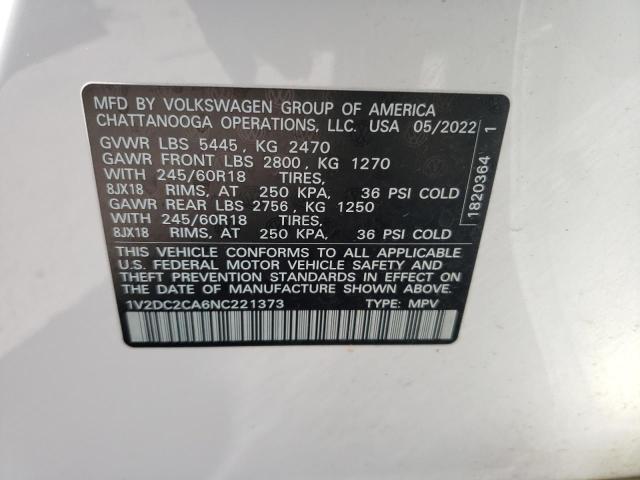 MFD BY VOLKSWAGEN GROUP OF AMERICA
CHATTANOOGA OPERATIONS, LLC. USA 05/2022
GVWR LBS 5445, KG 2470
GAWR FRONT LBS 2800, KG 1270
WITH 245/60R18 TIRES,
8JX18 RIMS, AT 250 KPA, 36 PSI COLD
GAWR REAR LBS 2756, KG 1250
WITH 245/60R18 TIRES,
8JX18 RIMS, AT 250 KPA, 36 PSI COLD
THIS VEHICLE CONFORMS TO ALL APPLICABLE
U.S. FEDERAL MOTOR VEHICLE SAFETY AND
THEFT PREVENTION STANDARDS IN EFFECT ON
THE DATE OF MANUFACTURE SHOWN ABOVE.
1V2DC2CA6NC221373 TYPE: MPV
1820364 1